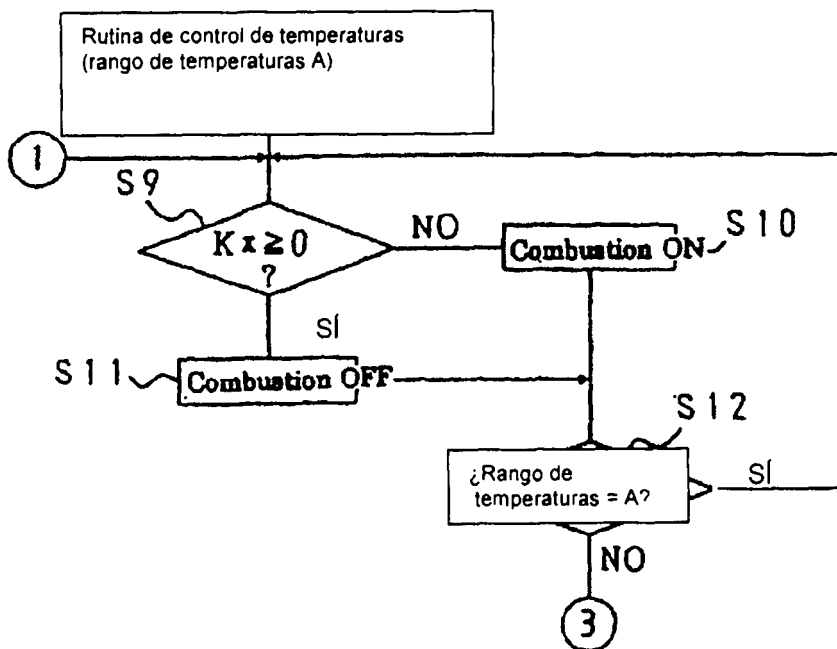 Rutina de control de temperaturas
(rango de temperaturas A)
1
S9
Kx≧0
?
NO
Combustion ON
S10
SÍ
S11
Combustion OFF
S12
¿Rango de
temperaturas = A?
SÍ
NO
3